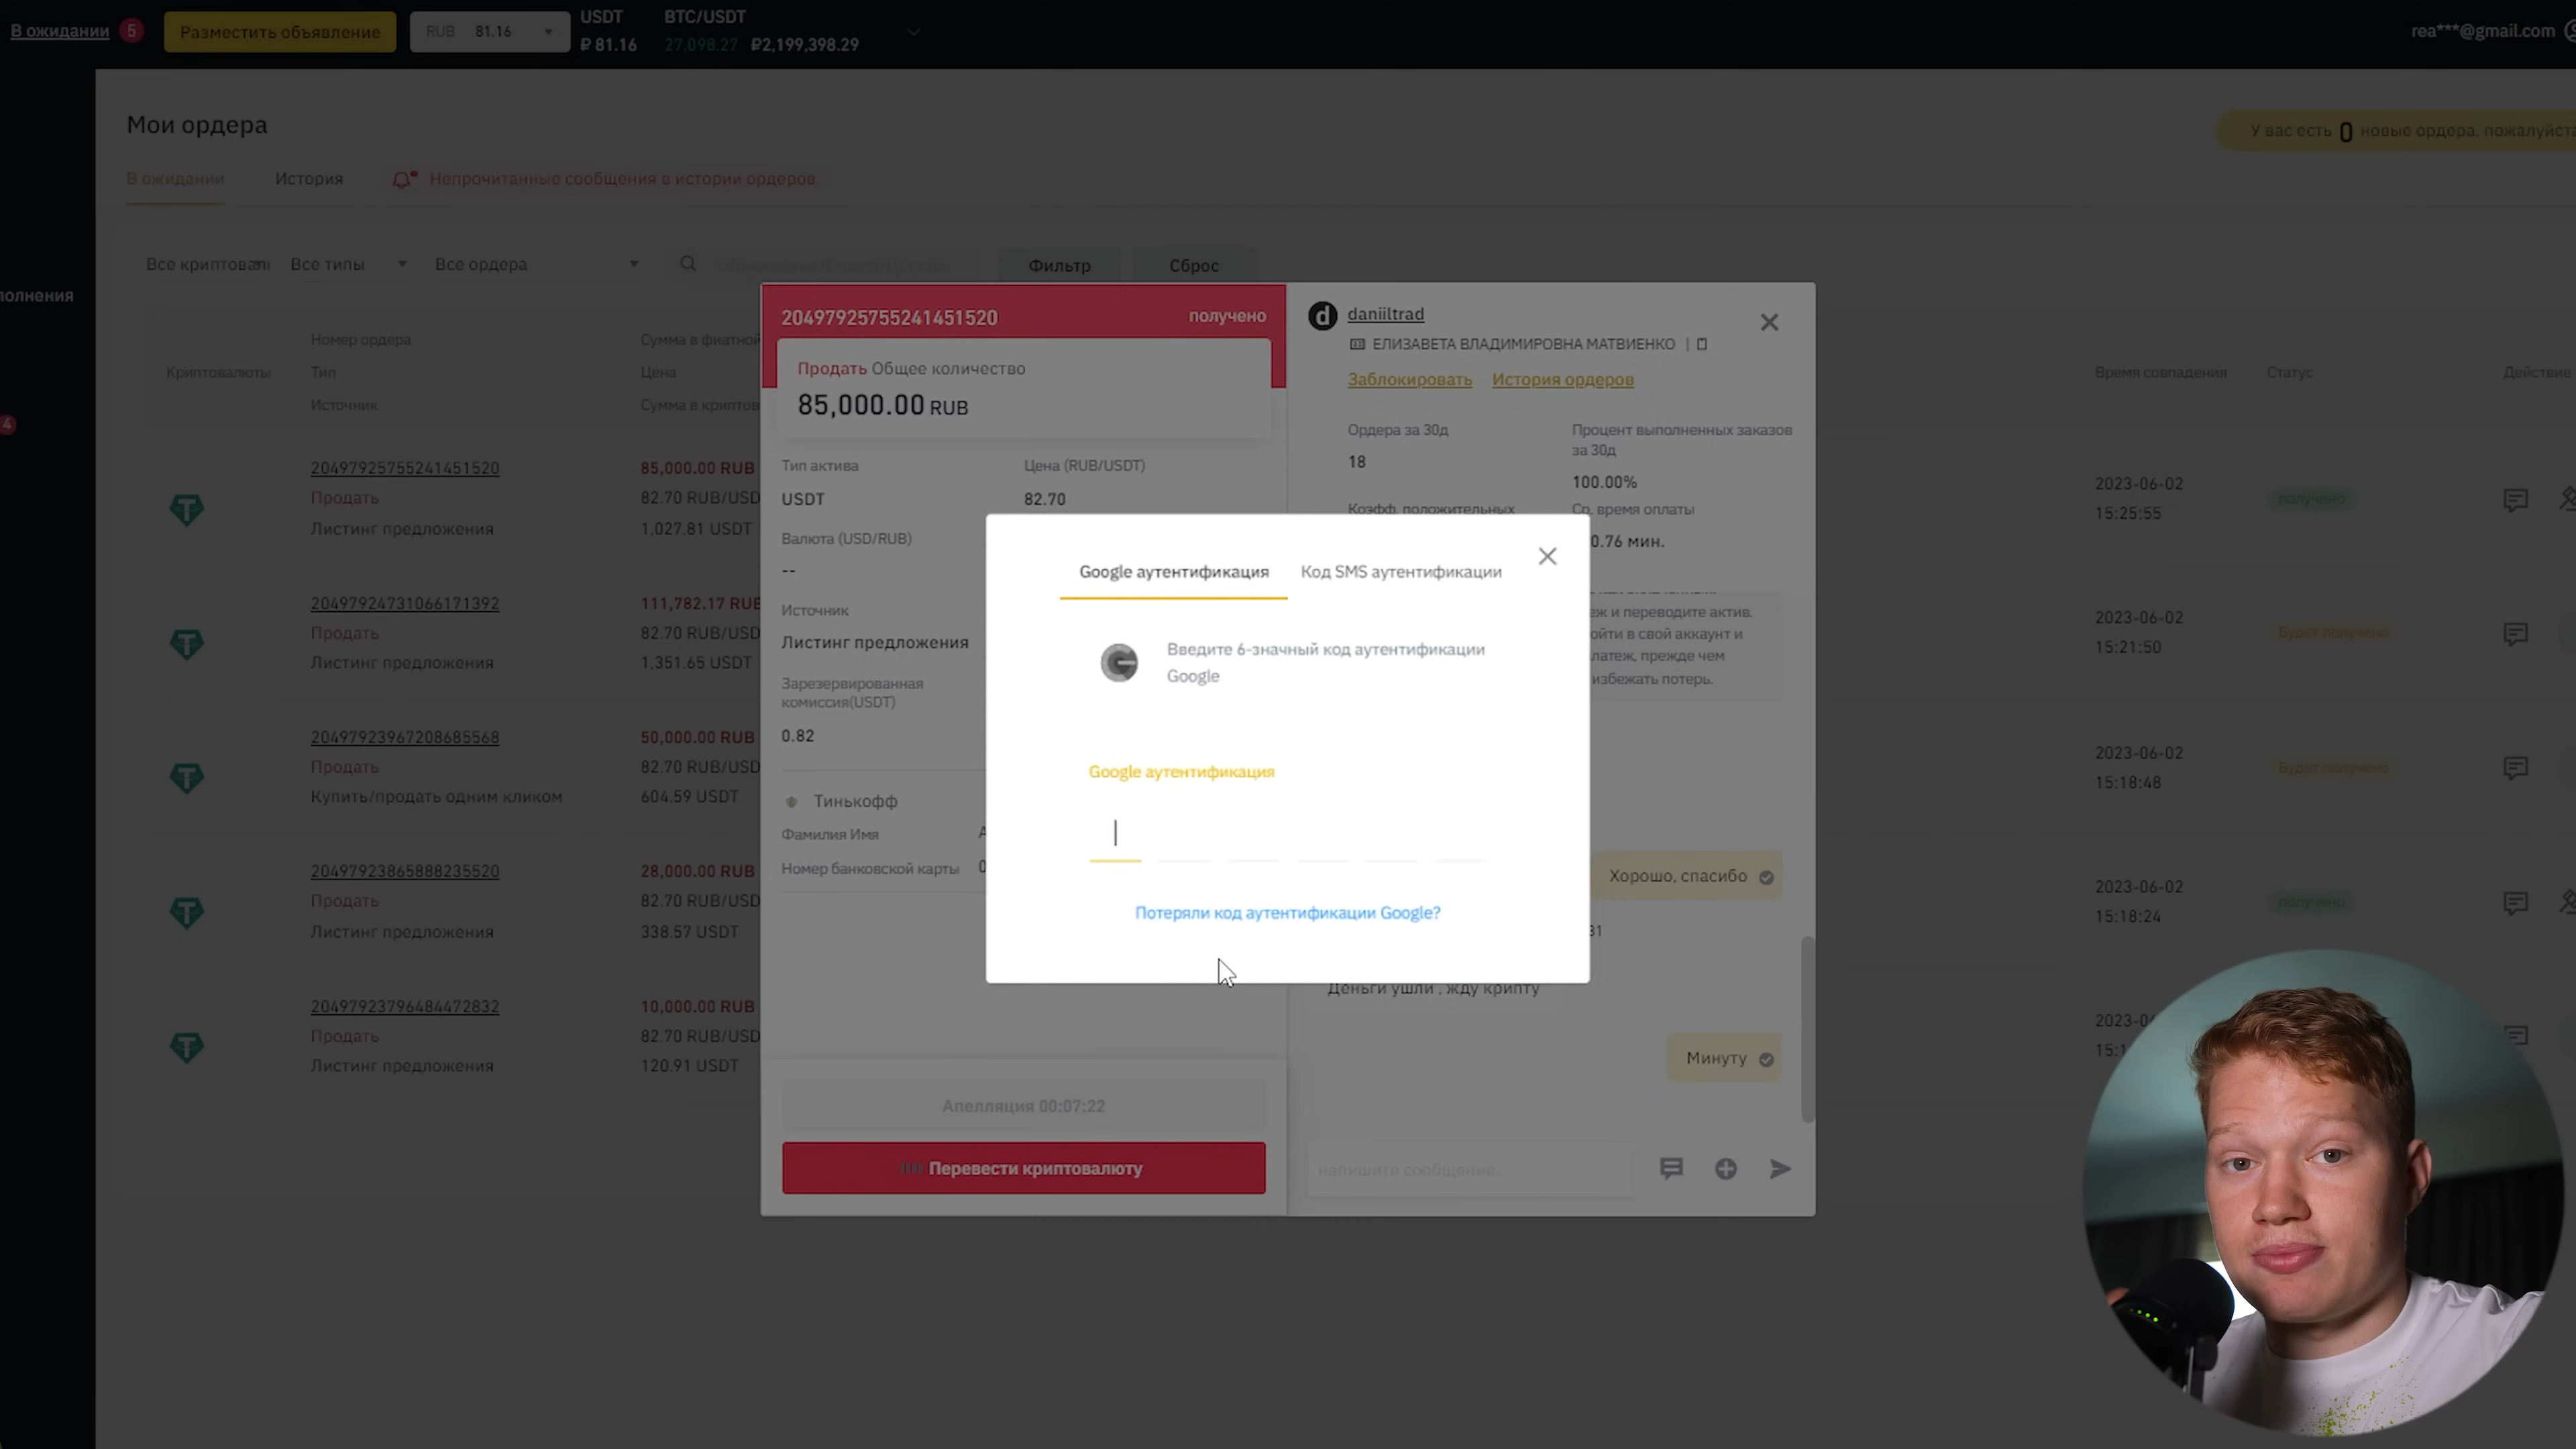 В ожидании 5
Разместить объявление
RUB 81.16
USDT
₽ 81.16
BTC/USDT
27,098.27 ₽2,199,398.29
rea***@gmail.com
Мои ордера
У вас есть 0 новые ордера, пожалуйста
В ожидании
История
Непрочитанные сообщения в истории ордеров.
Все криптовал
Все типы
Все ордера
Фильтр
Сброс
полнения
4
Криптовалюты
Номер ордера
Тип
Источник
Сумма в фиатной
Цена
Сумма в криптов
Время совпадения
Статус
Действие
20497925755241451520
Продать
Листинг предложения
85,000.00 RUB
82.70 RUB/USD
1.027.81 USDT
2023-06-02
15:25:55
получено
20497924731066171392
Продать
Листинг предложения
111,782.17 RUB
82.70 RUB/USD
1.351.65 USDT
2023-06-02
15:21:50
Будет получено
20497923967208685568
Продать
Купить/продать одним кликом
50,000.00 RUB
82.70 RUB/USD
604.59 USDT
2023-06-02
15:18:48
Будет получено
20497923865888235520
Продать
Листинг предложения
28,000.00 RUB
82.70 RUB/USD
338.57 USDT
2023-06-02
15:18:24
получено
20497923796484472832
Продать
Листинг предложения
10,000.00 RUB
82.70 RUB/USD
120.91 USDT
2023-06
15:1
20497925755241451520
получено
Продать Общее количество
85,000.00 RUB
Тип актива
USDT
Цена (RUB/USDT)
82.70
Валюта (USD/RUB)
--
Источник
Листинг предложения
Зарезервированная
комиссия(USDT)
0.82
Тинькофф
Фамилия Имя
Номер банковской карты
Апелляция 00:07:22
Перевести криптовалюту
daniiltrad
ЕЛИЗАВЕТА ВЛАДИМИРОВНА МАТВИЕНКО
Заблокировать
История ордеров
Ордера за 30д
18
Процент выполненных заказов
за 30д
100.00%
Коэфф. положительных
Ср. время оплаты
0.76 мин.
еж и переводите актив.
ойти в свой аккаунт и
латеж, прежде чем
избежать потерь.
Хорошо, спасибо
31
Деньги ушли , жду крипту
Минуту
напишите сообщение...
Google аутентификация
Код SMS аутентификации
Введите 6-значный код аутентификации
Google
Google аутентификация
Потеряли код аутентификации Google?